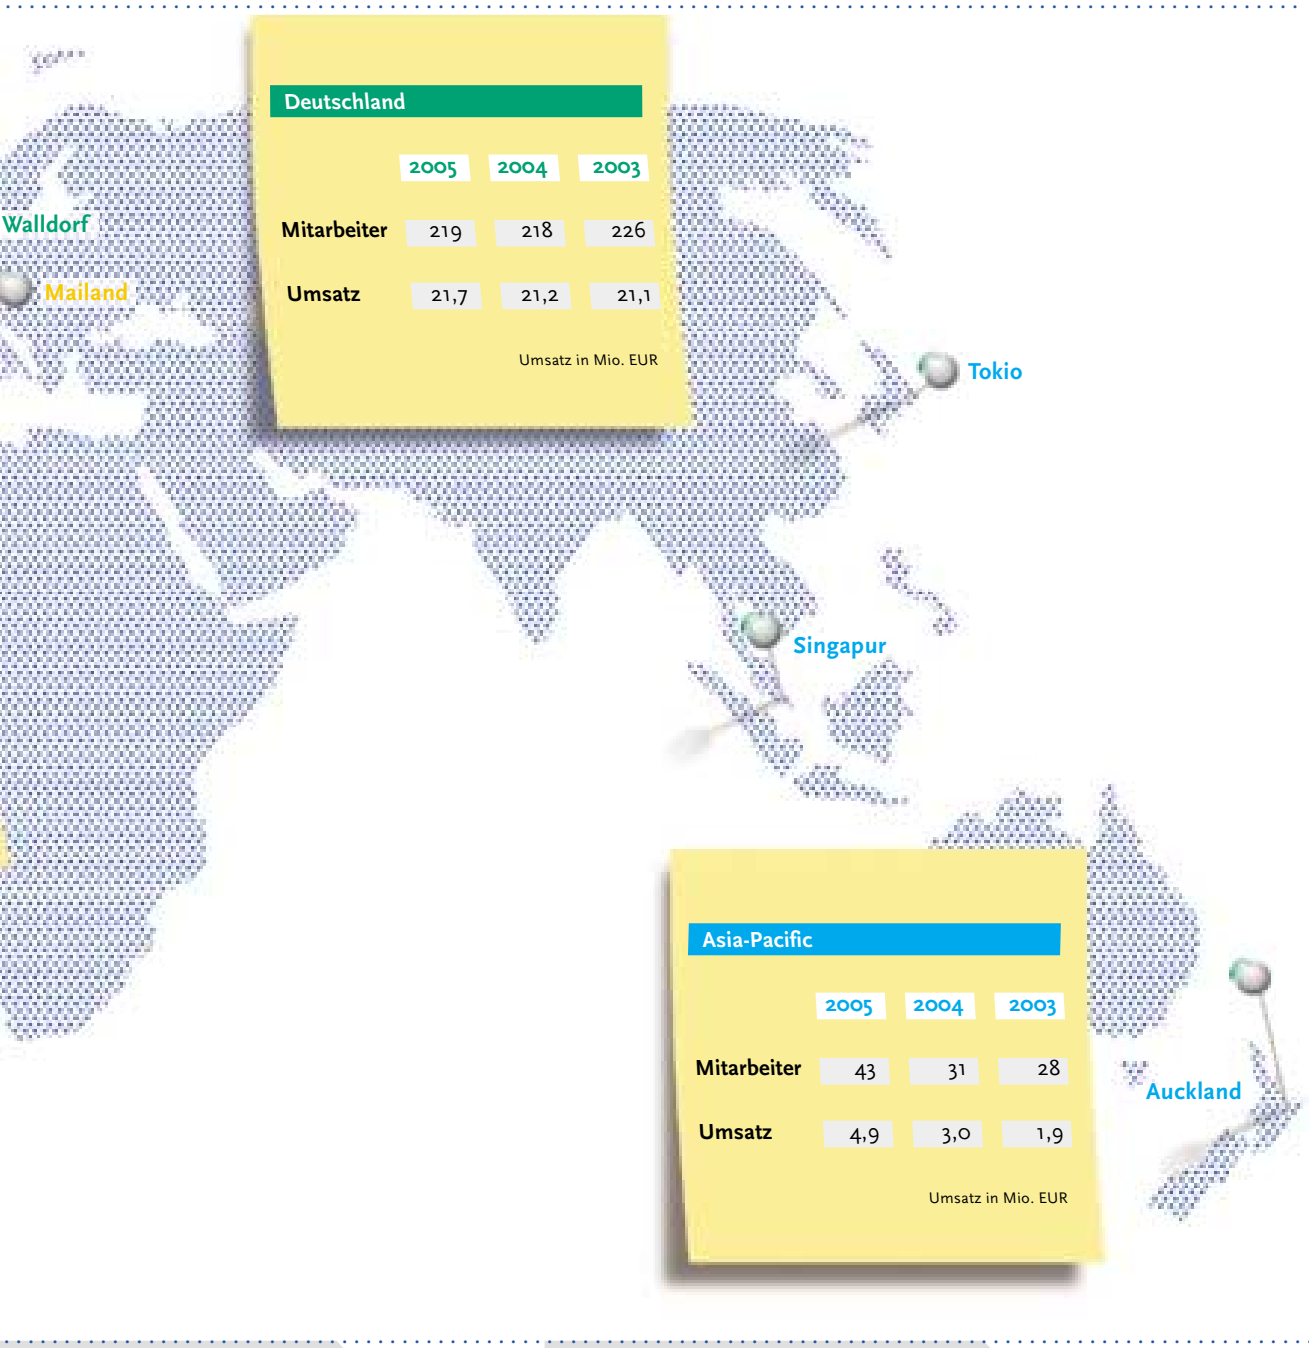 Deutschland
2005 2004 2003
Mitarbeiter 219 218 226
Umsatz 21,7 21,2 21,1
Umsatz in Mio. EUR
Walldorf
Mailand
Tokio
Singapur
Asia-Pacific
2005 2004 2003
Mitarbeiter 43 31 28
Umsatz 4,9 3,0 1,9
Umsatz in Mio. EUR
Auckland